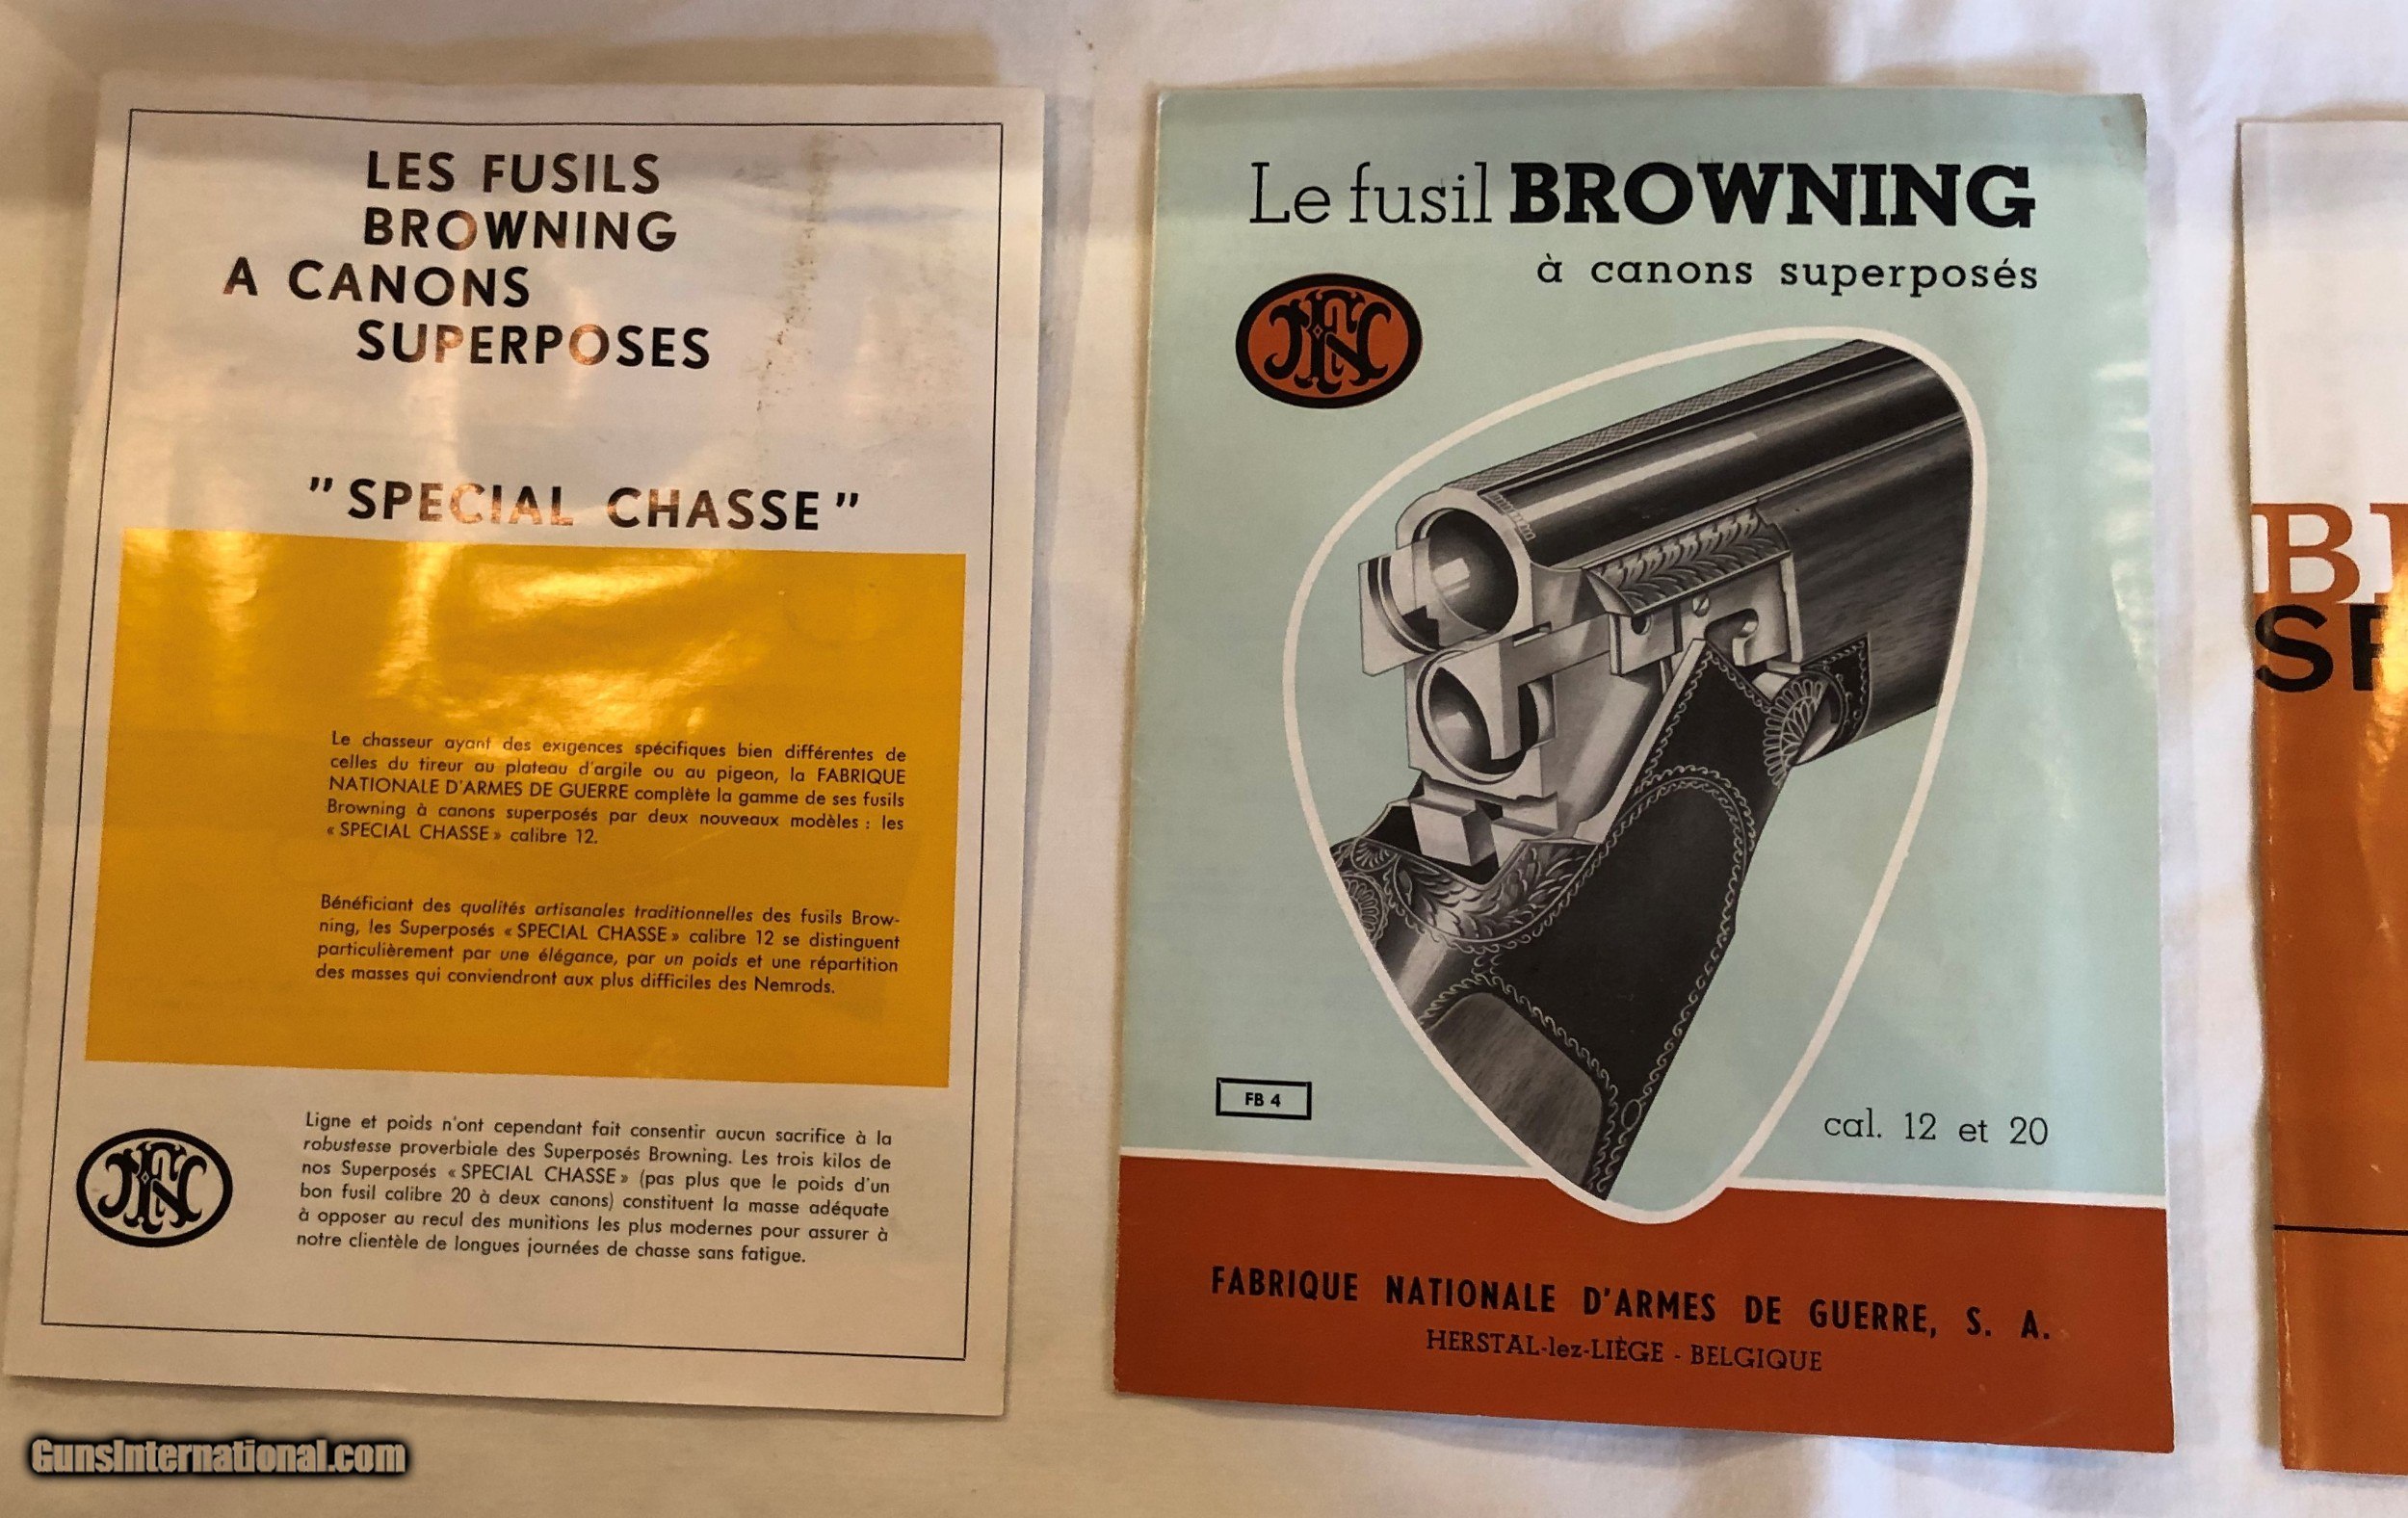 LES FUSILS
BROWNING
A CANONS
SUPERPOSES
"SPECIAL CHASSE"
Le chasseur ayant des exigences spécifiques bien différentes de
celles du tireur au plateau d'argile ou au pigeon, la FABRIQUE
NATIONALE D'ARMES DE GUERRE complète la gamme de ses fusils
Browning à canons superposés par deux nouveaux modèles : les
« SPECIAL CHASSE » calibre 12.
Bénéficiant des qualités artisanales traditionnelles des fusils Brow-
ning, les Superposés « SPECIAL CHASSE » calibre 12 se distinguent
particulièrement par une élégance, par un poids et une répartition
des masses qui conviendront aux plus difficiles des Nemrods.
Ligne et poids n'ont cependant fait consentir aucun sacrifice à la
robustesse proverbiale des Superposés Browning. Les trois kilos de
nos Superposés « SPECIAL CHASSE » (pas plus que le poids d'un
bon fusil calibre 20 à deux canons) constituent la masse adéquate
à opposer au recul des munitions les plus modernes pour assurer à
notre clientèle de longues journées de chasse sans fatigue.
FN
Le fusil BROWNING
à canons superposés
FN
FB 4
cal. 12 et 20
FABRIQUE NATIONALE D'ARMES DE GUERRE, S. A.
HERSTAL-lez-LIÈGE - BELGIQUE
GunsInternational.com